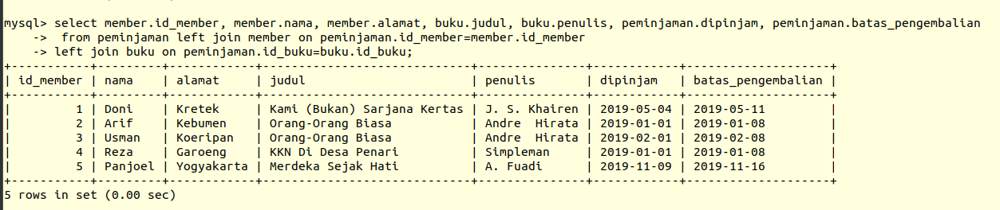 mysql> select member.id_member, member.nama, member.alamat, buku.judul, buku.penulis, peminjaman.dipinjam, peminjaman.batas_pengembalian
    ->  from peminjaman left join member on peminjaman.id_member=member.id_member
    -> left join buku on peminjaman.id_buku=buku.id_buku;
+-----------+---------+------------+-----------------------------+---------------+------------+--------------------+
| id_member | nama    | alamat     | judul                       | penulis       | dipinjam   | batas_pengembalian |
+-----------+---------+------------+-----------------------------+---------------+------------+--------------------+
|         1 | Doni    | Kretek     | Kami (Bukan) Sarjana Kertas | J. S. Khairen | 2019-05-04 | 2019-05-11         |
|         2 | Arif    | Kebumen    | Orang-Orang Biasa           | Andre  Hirata | 2019-01-01 | 2019-01-08         |
|         3 | Usman   | Koeripan   | Orang-Orang Biasa           | Andre  Hirata | 2019-02-01 | 2019-02-08         |
|         4 | Reza    | Garoeng    | KKN Di Desa Penari          | Simpleman     | 2019-01-01 | 2019-01-08         |
|         5 | Panjoel | Yogyakarta | Merdeka Sejak Hati          | A. Fuadi      | 2019-11-09 | 2019-11-16         |
+-----------+---------+------------+-----------------------------+---------------+------------+--------------------+
5 rows in set (0.00 sec)